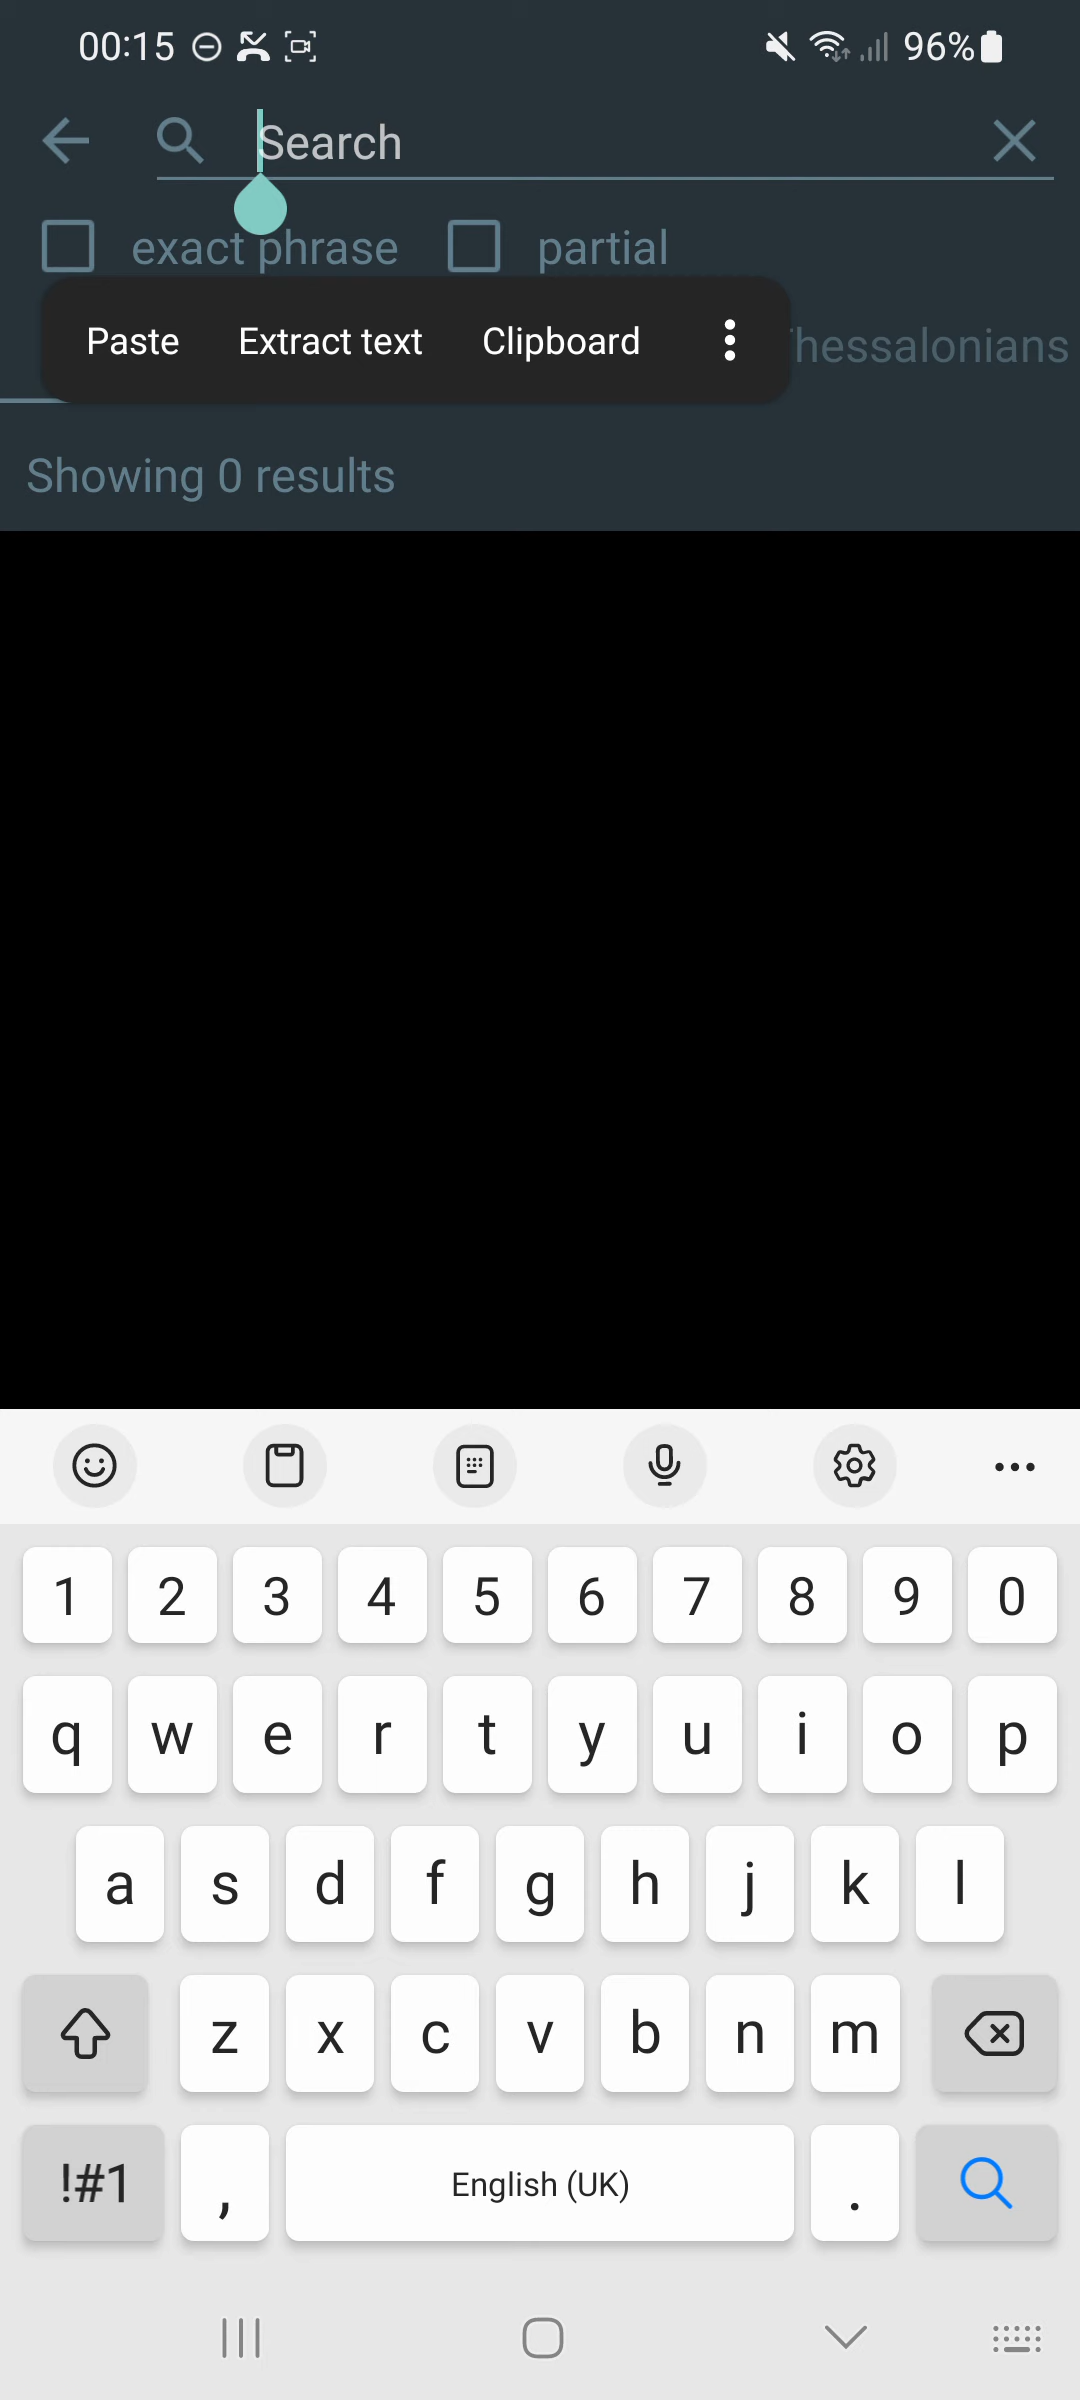 00:15 96%
Search
exact phrase partial
Paste Extract text Clipboard hessalonians
Showing 0 results
1 2 3 4 5 6 7 8 9 0
q w e r t y u i o p
a s d f g h j k l
z x c v b n m
!#1 , English (UK) .